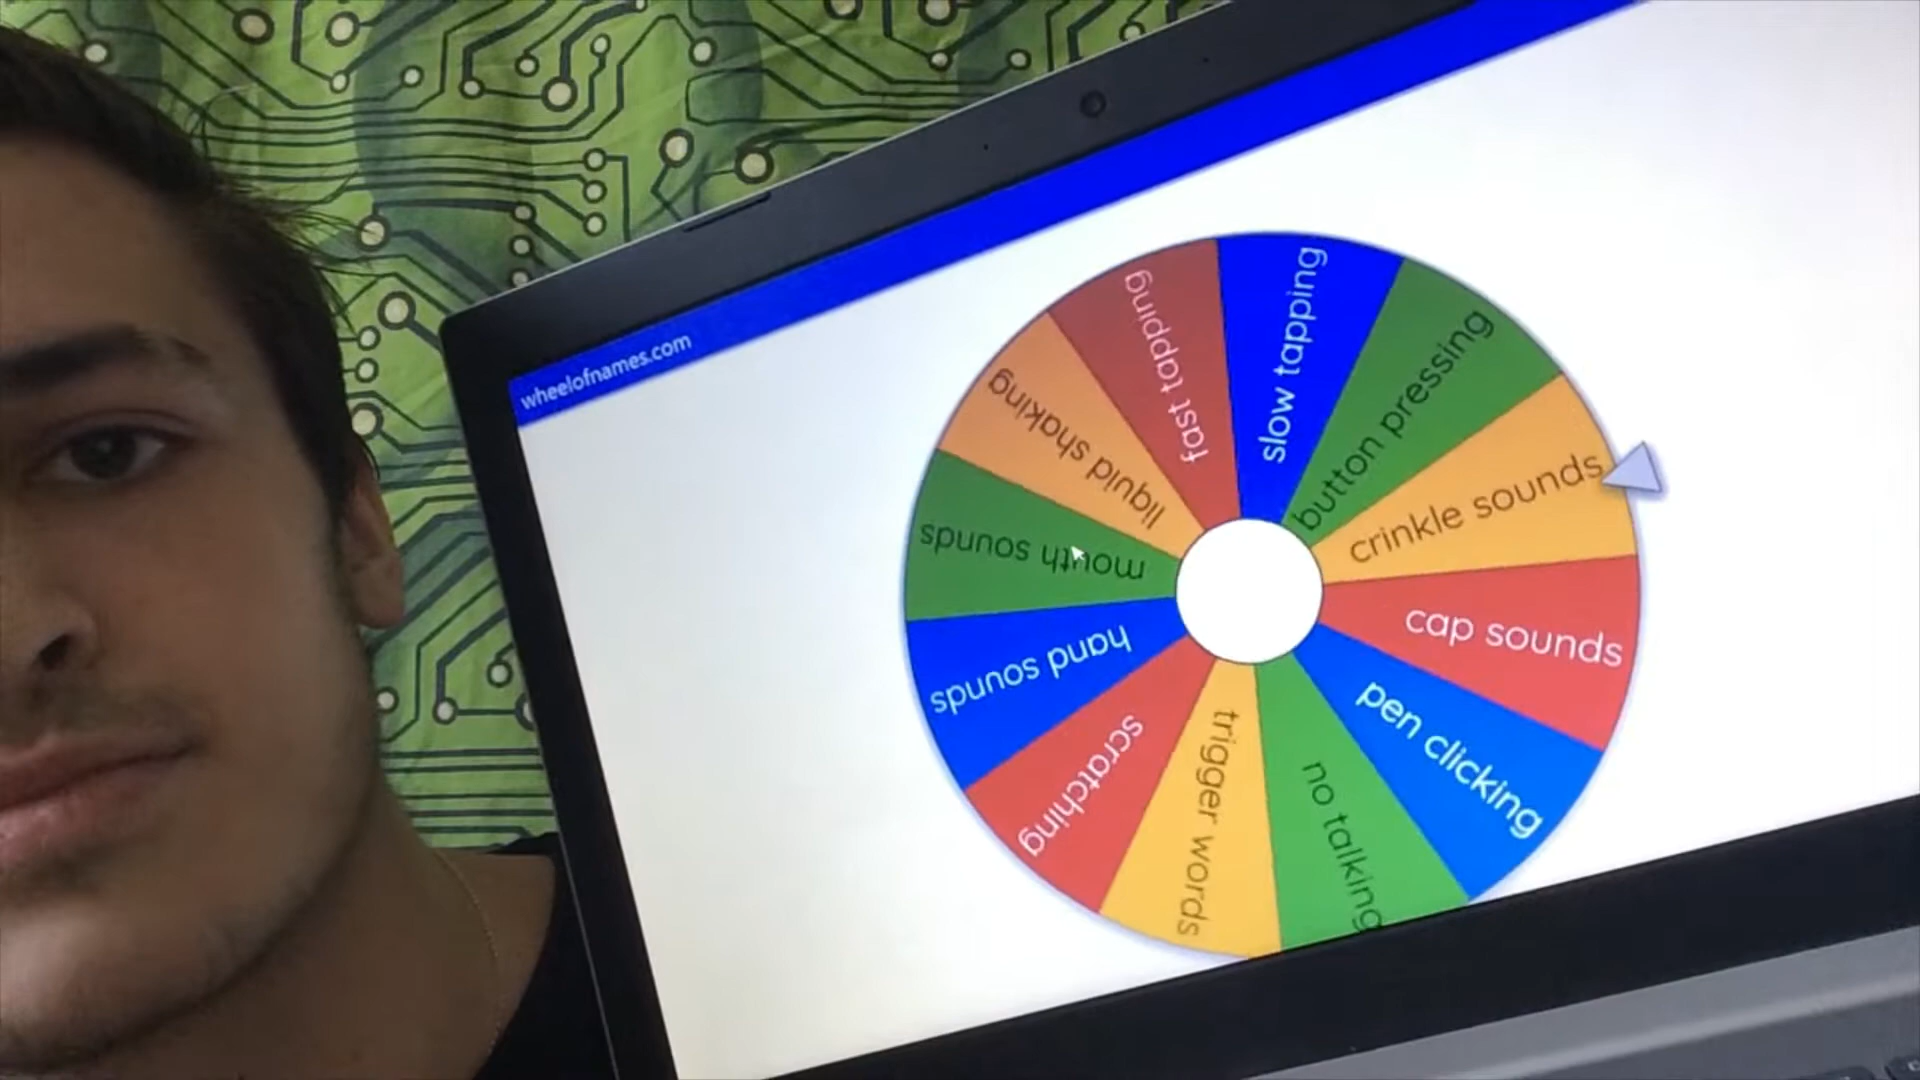 wheelofnames.com
slow tapping
button pressing
crinkle sounds
cap sounds
pen clicking
no talking
trigger words
scratching
hand sounds
mouth sounds
liquid shaking
fast tapping